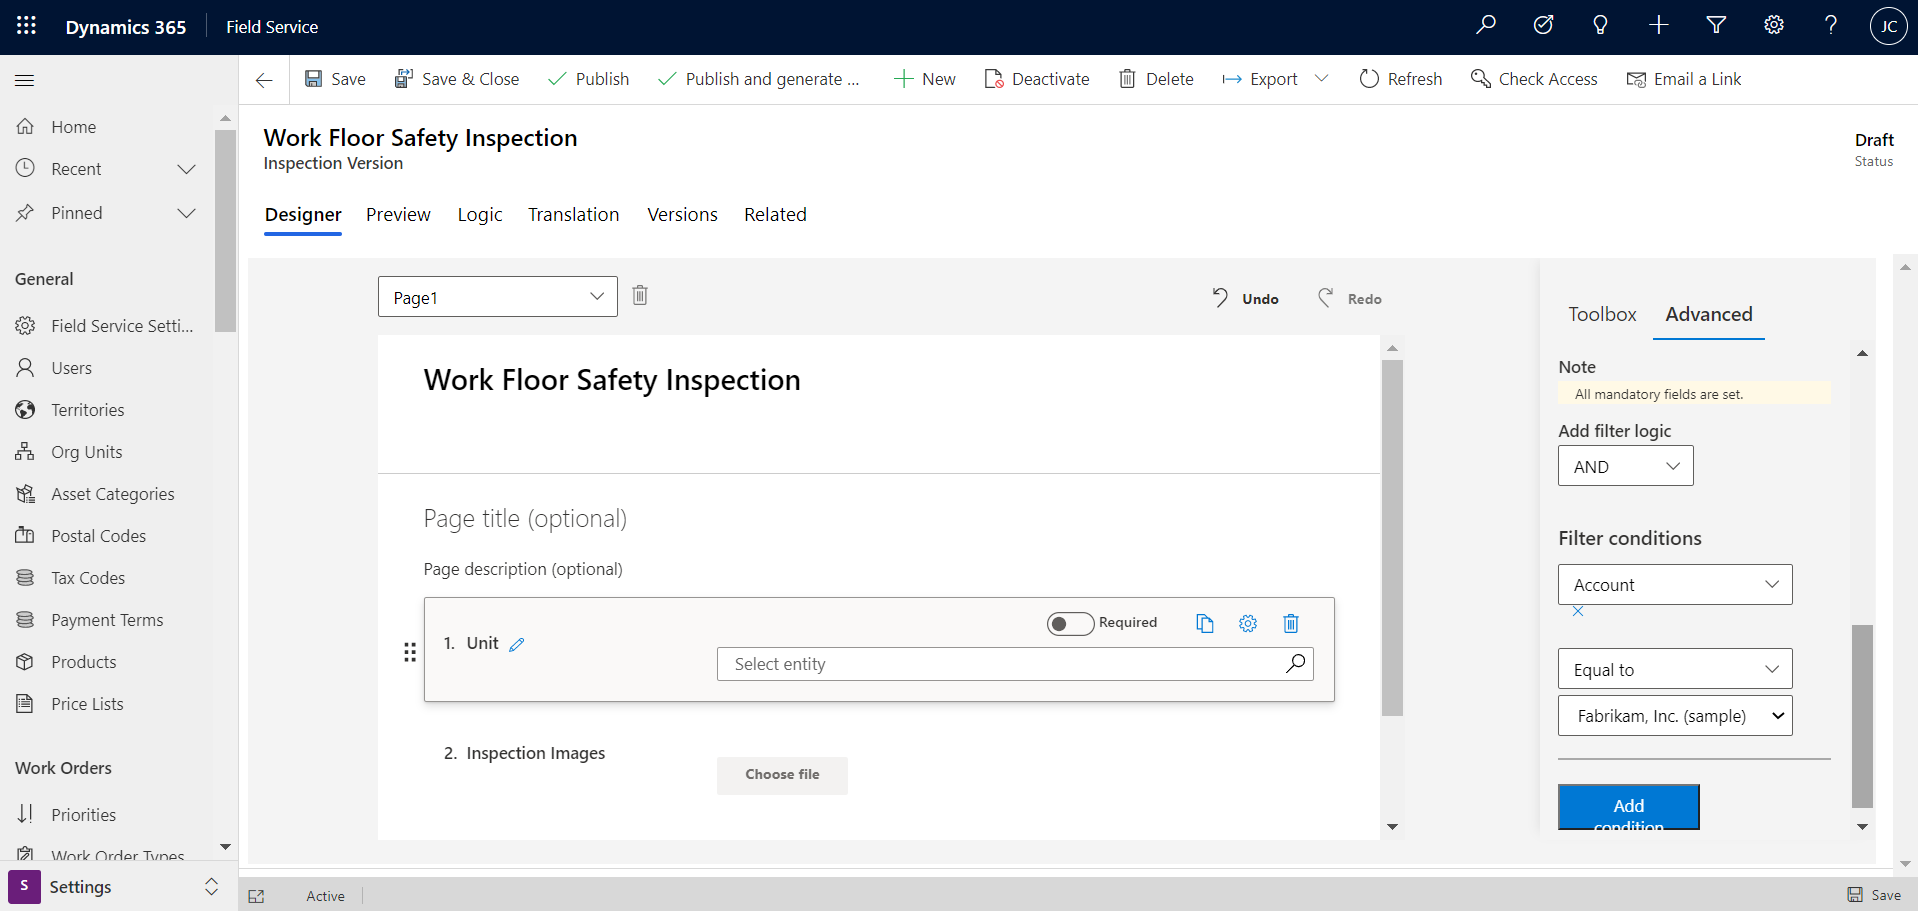 Dynamics 365
Field Service
JC
Save
Save & Close
Publish
Publish and generate ...
New
Deactivate
Delete
Export
Refresh
Check Access
Email a Link
Home
Recent
Pinned
General
Field Service Setti...
Users
Territories
Org Units
Asset Categories
Postal Codes
Tax Codes
Payment Terms
Products
Price Lists
Work Orders
Priorities
Work Order Types
S
Settings
Work Floor Safety Inspection
Inspection Version
Draft
Status
Designer
Preview
Logic
Translation
Versions
Related
Page1
Undo
Redo
Work Floor Safety Inspection
Page title (optional)
Page description (optional)
Required
1. Unit
Select entity
2. Inspection Images
Choose file
Toolbox
Advanced
Note
All mandatory fields are set.
Add filter logic
AND
Filter conditions
Account
Equal to
Fabrikam, Inc. (sample)
Add
condition
Active
Save